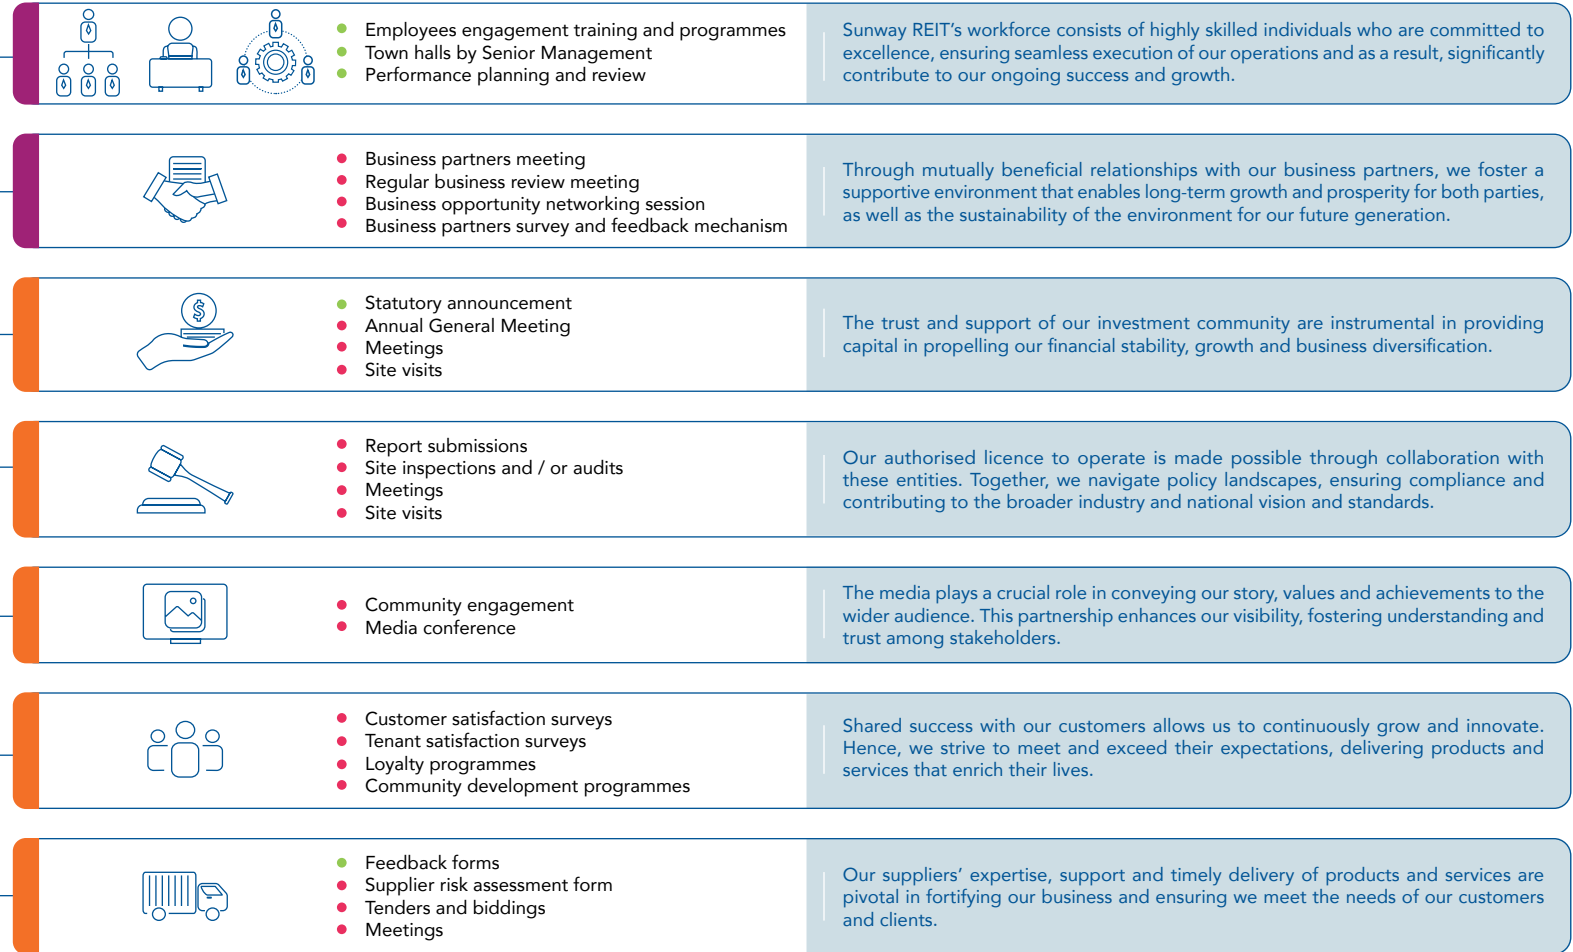 Employees engagement training and programmes
Town halls by Senior Management
Performance planning and review
Sunway REIT's workforce consists of highly skilled individuals who are committed to
excellence, ensuring seamless execution of our operations and as a result, significantly
contribute to our ongoing success and growth.
Business partners meeting
Regular business review meeting
Business opportunity networking session
Business partners survey and feedback mechanism
Through mutually beneficial relationships with our business partners, we foster a
supportive environment that enables long-term growth and prosperity for both parties,
as well as the sustainability of the environment for our future generation.
$
Statutory announcement
Annual General Meeting
Meetings
Site visits
The trust and support of our investment community are instrumental in providing
capital in propelling our financial stability, growth and business diversification.
Report submissions
Site inspections and / or audits
Meetings
Site visits
Our authorised licence to operate is made possible through collaboration with
these entities. Together, we navigate policy landscapes, ensuring compliance and
contributing to the broader industry and national vision and standards.
Community engagement
Media conference
The media plays a crucial role in conveying our story, values and achievements to the
wider audience. This partnership enhances our visibility, fostering understanding and
trust among stakeholders.
Customer satisfaction surveys
Tenant satisfaction surveys
Loyalty programmes
Community development programmes
Shared success with our customers allows us to continuously grow and innovate.
Hence, we strive to meet and exceed their expectations, delivering products and
services that enrich their lives.
Feedback forms
Supplier risk assessment form
Tenders and biddings
Meetings
Our suppliers' expertise, support and timely delivery of products and services are
pivotal in fortifying our business and ensuring we meet the needs of our customers
and clients.